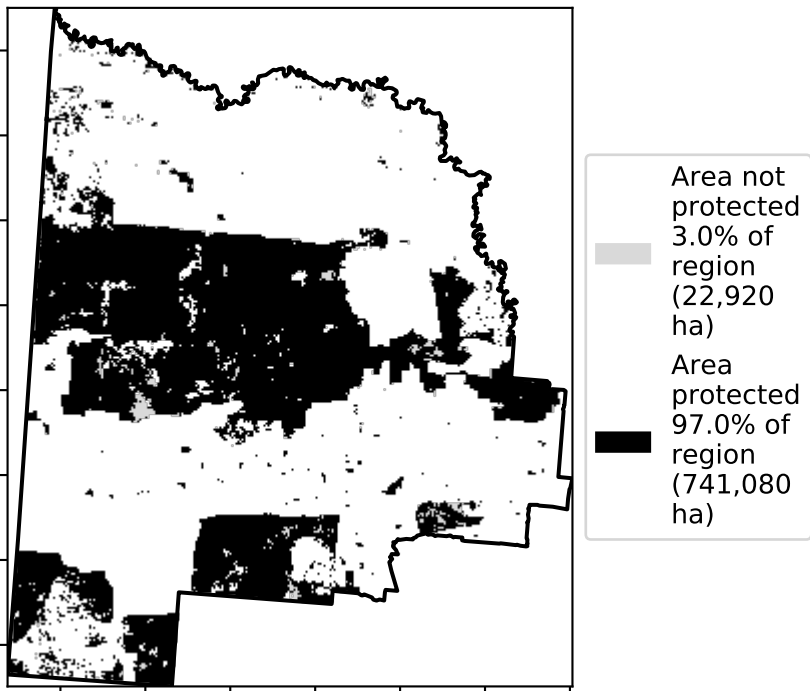 Area not
protected
3.0% of
region
(22,920
ha)
Area
protected
97.0% of
region
(741,080
ha)